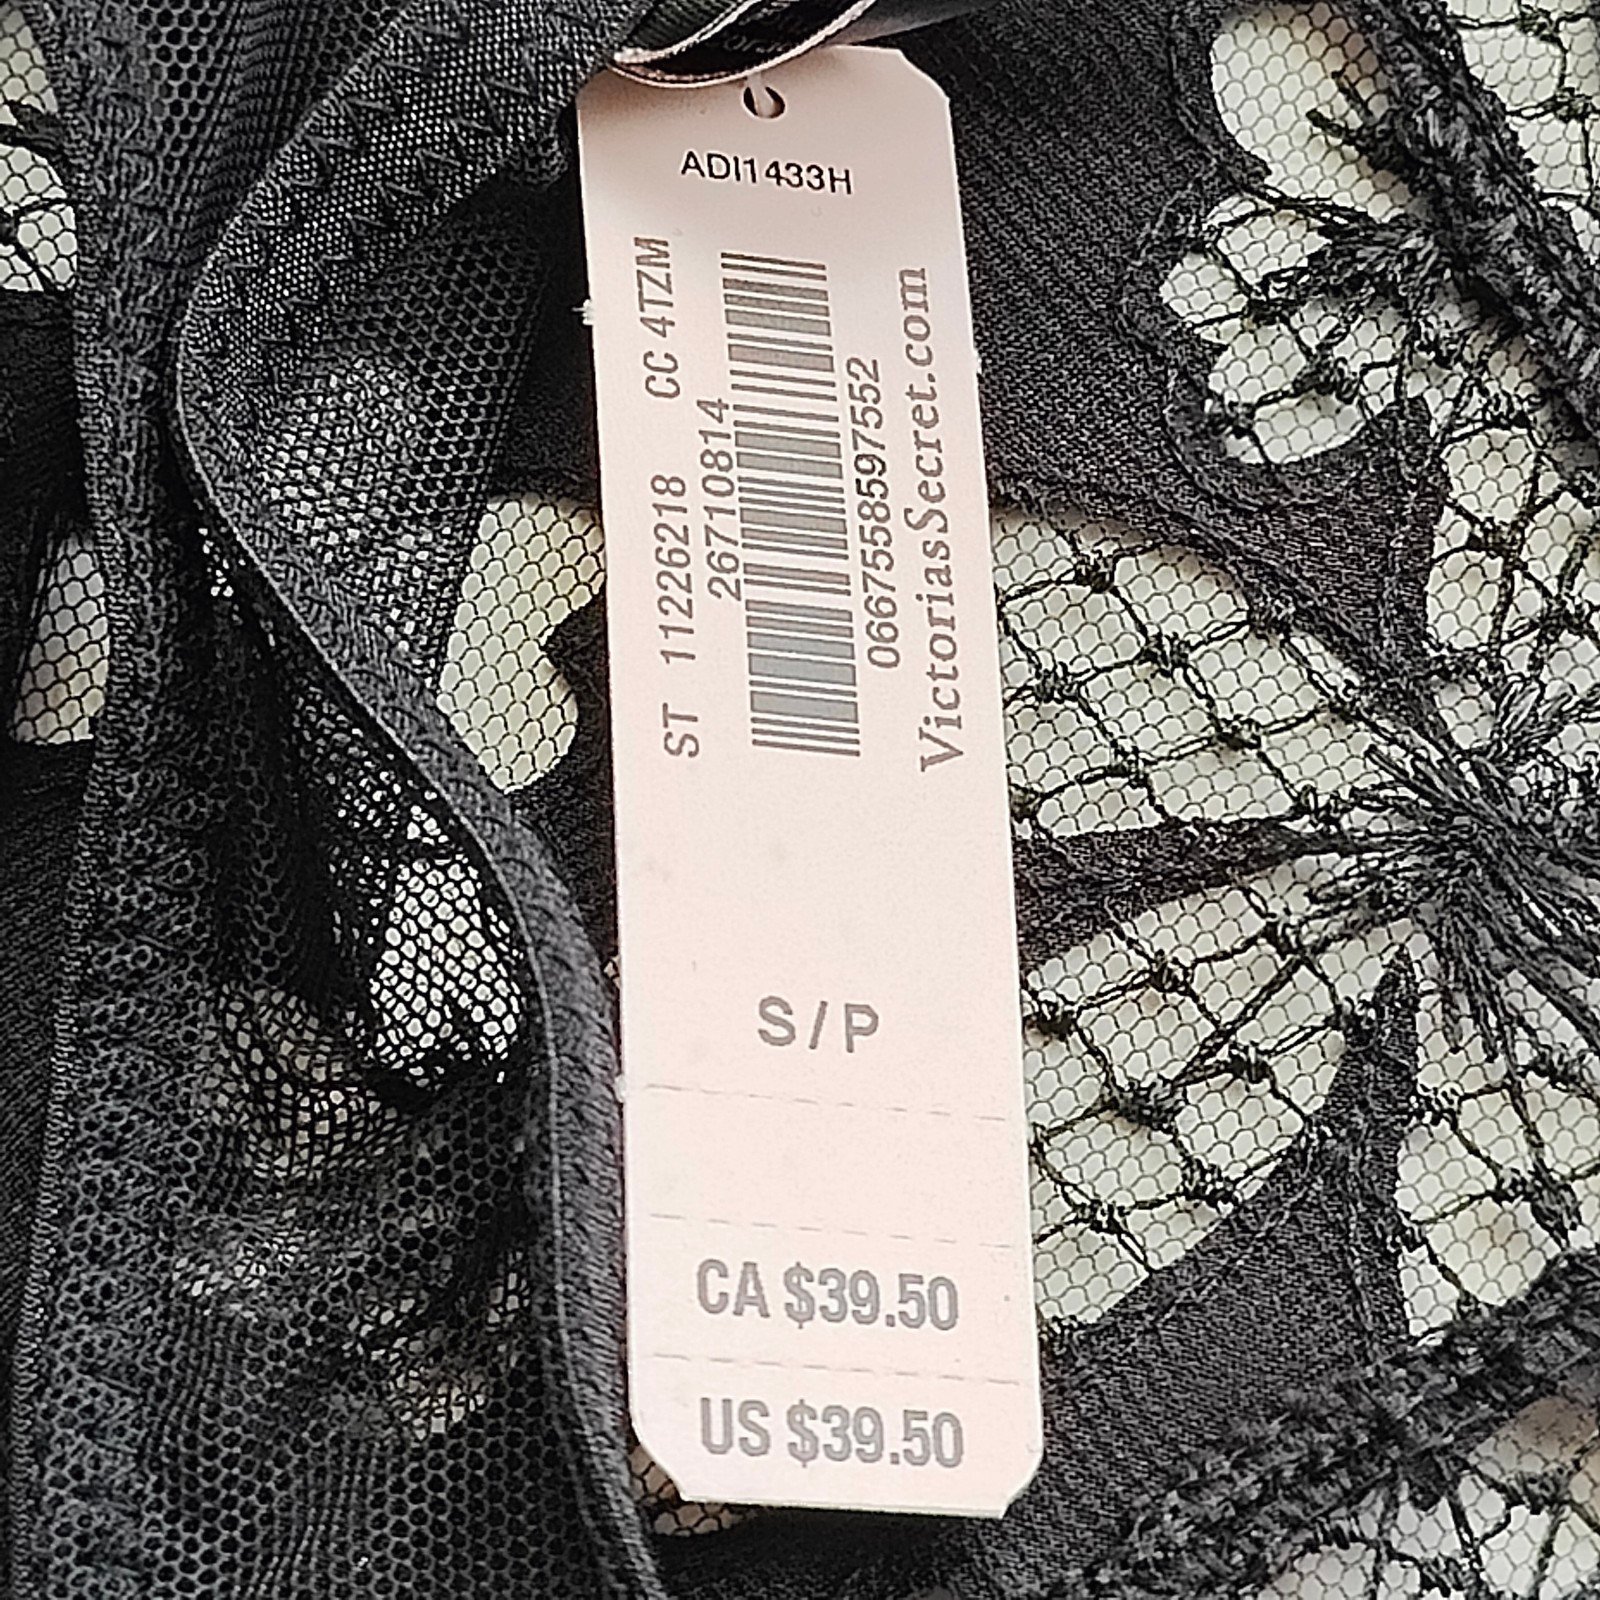 ADI1433H
ST 11226218 CC 4TZM
26710814
0667558597552
VictoriasSecret.com
S/P
CA $39.50
US $39.50